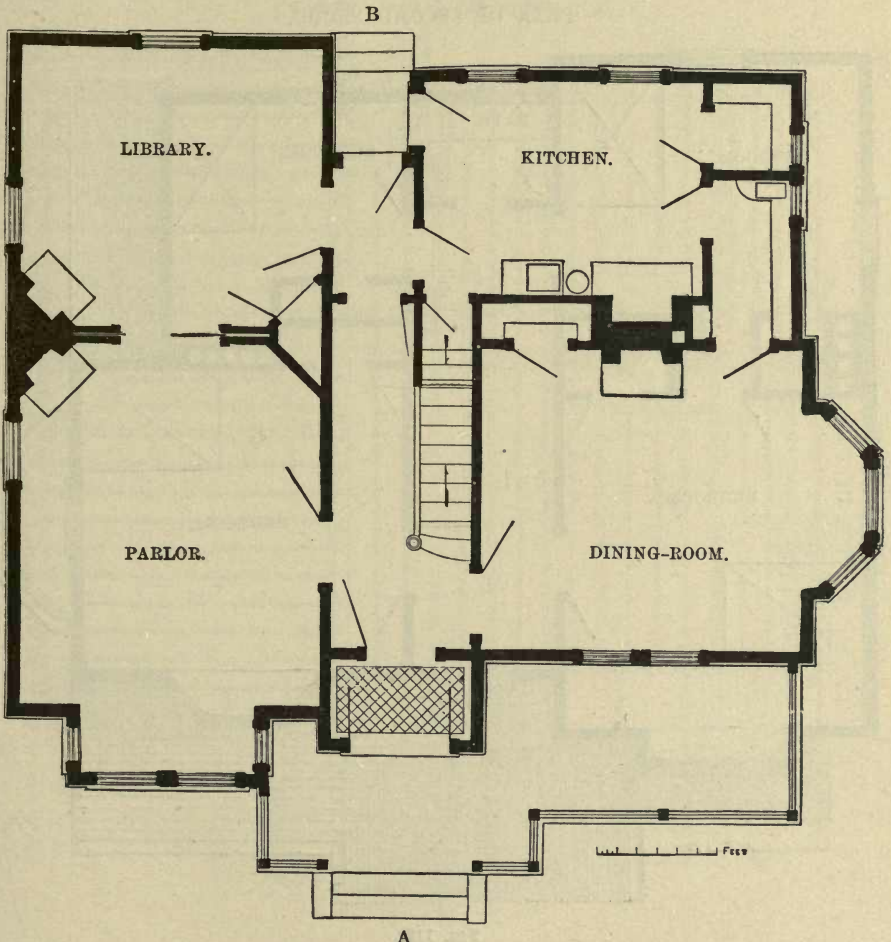 B
LIBRARY.
KITCHEN.
PARLOR.
DINING-ROOM.
FEET
A